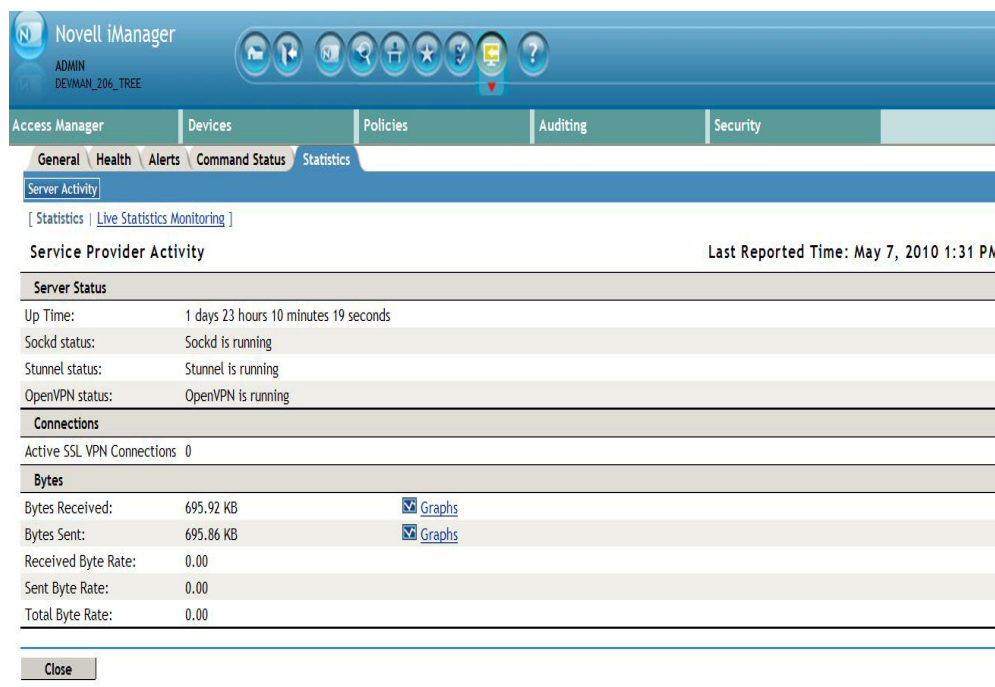 Novell iManager
ADMIN
DEVMAN_206_TREE
Access Manager Devices Policies Auditing Security
General Health Alerts Command Status Statistics
Server Activity
[ Statistics | Live Statistics Monitoring ]
Service Provider Activity Last Reported Time: May 7, 2010 1:31 PM
Server Status
Up Time: 1 days 23 hours 10 minutes 19 seconds
Sockd status: Sockd is running
Stunnel status: Stunnel is running
OpenVPN status: OpenVPN is running
Connections
Active SSL VPN Connections 0
Bytes
Bytes Received: 695.92 KB Graphs
Bytes Sent: 695.86 KB Graphs
Received Byte Rate: 0.00
Sent Byte Rate: 0.00
Total Byte Rate: 0.00
Close